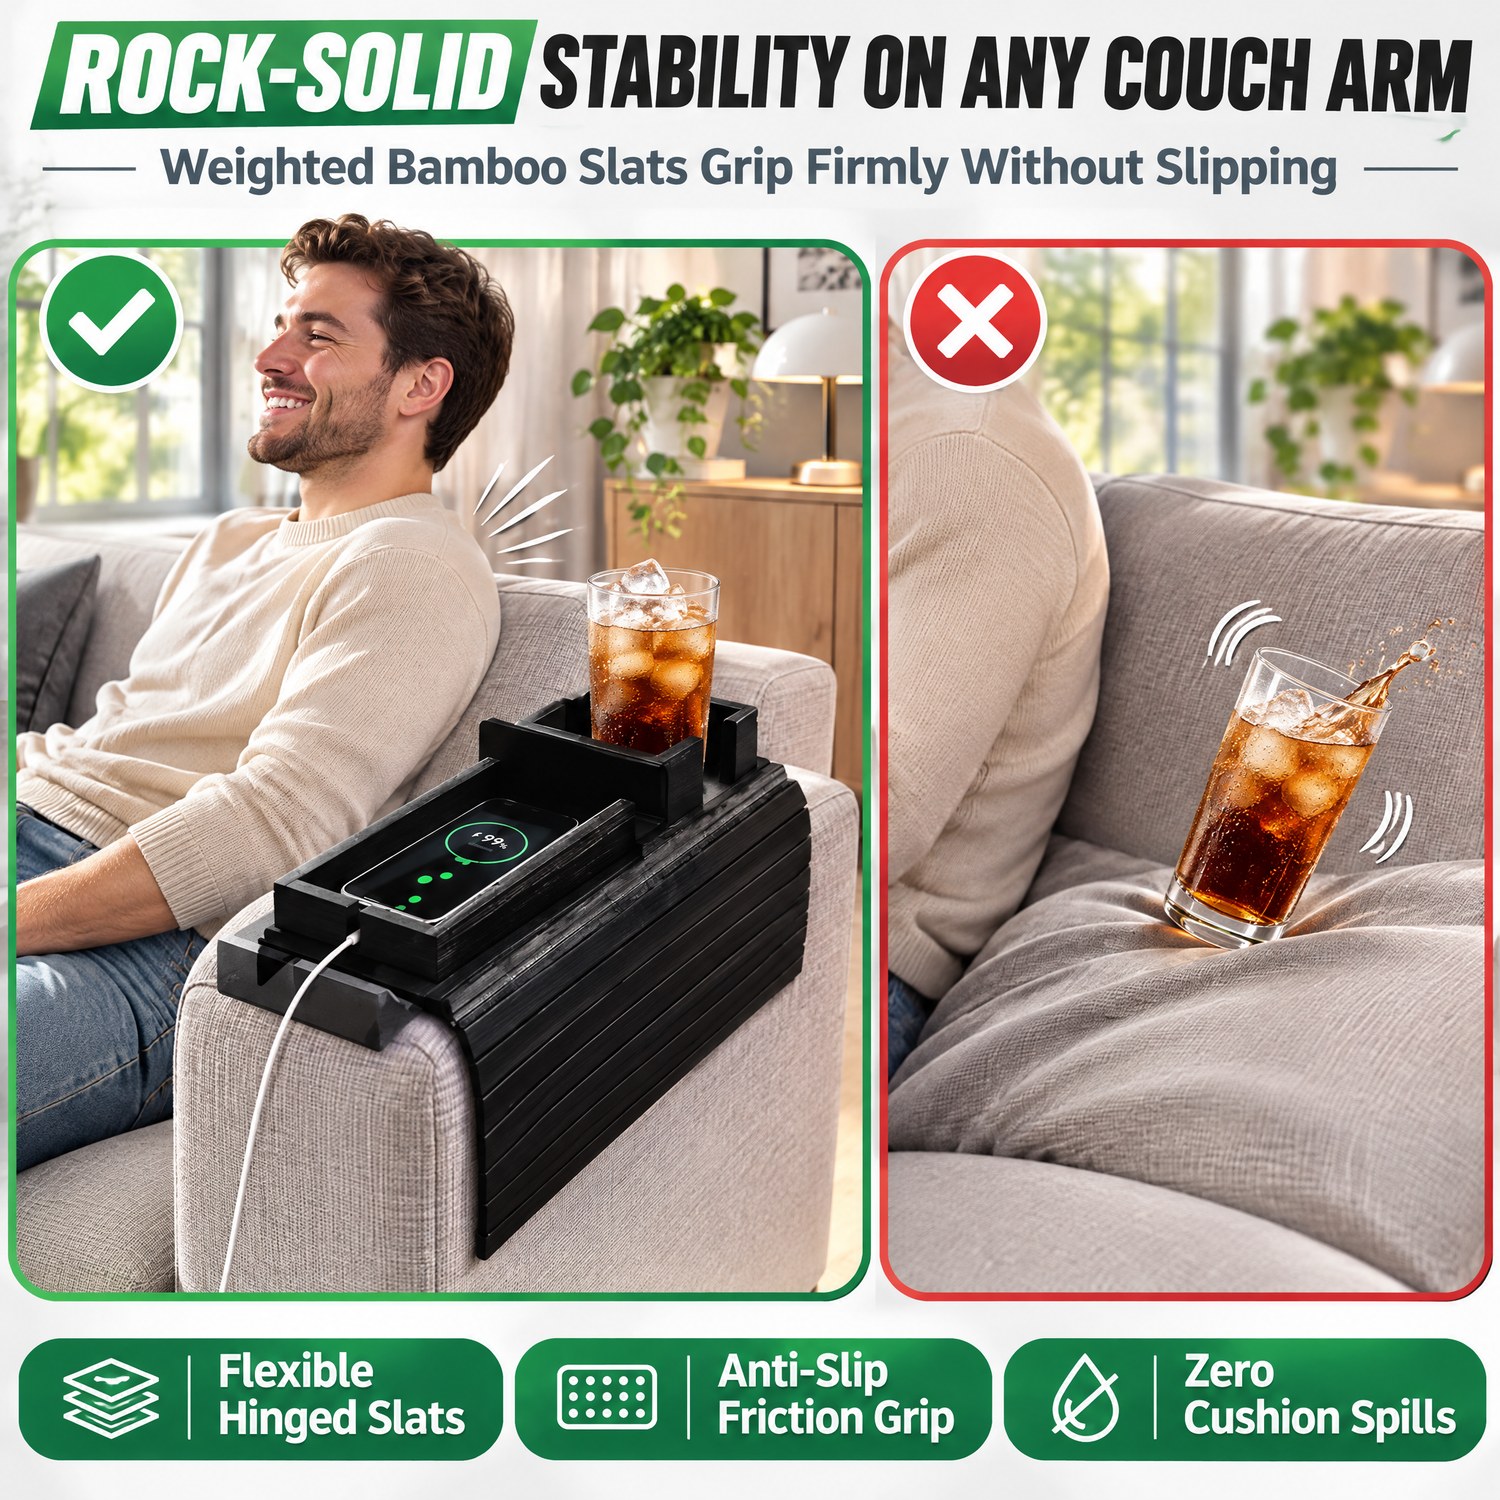 ROCK-SOLID STABILITY ON ANY COUCH ARM
Weighted Bamboo Slats Grip Firmly Without Slipping
99%
Flexible
Hinged Slats
Anti-Slip
Friction Grip
Zero
Cushion Spills